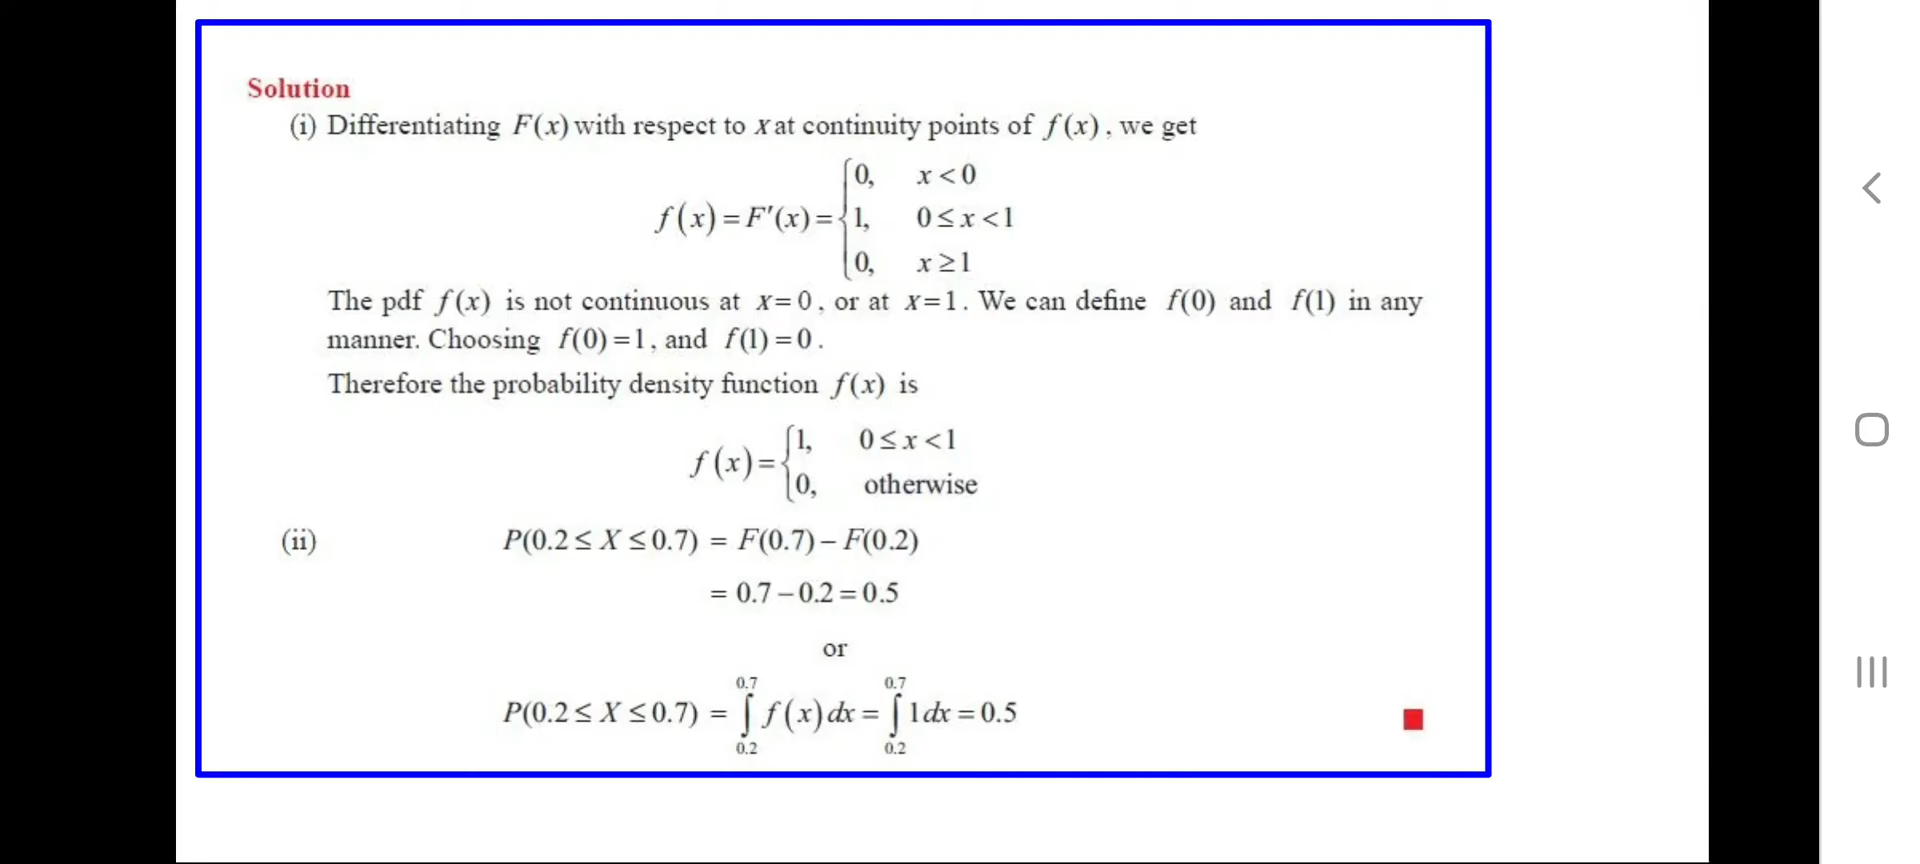 Solution
(i) Differentiating F(x) with respect to x at continuity points of f(x), we get
f(x) = F′(x) = { 0, x < 0
1, 0 ≤ x < 1
0, x ≥ 1
The pdf f(x) is not continuous at x = 0, or at x = 1. We can define f(0) and f(1) in any
manner. Choosing f(0) = 1, and f(1) = 0.
Therefore the probability density function f(x) is
f(x) = { 1, 0 ≤ x < 1
0, otherwise
(ii) P(0.2 ≤ X ≤ 0.7) = F(0.7) − F(0.2)
= 0.7 − 0.2 = 0.5
or
P(0.2 ≤ X ≤ 0.7) = ∫_{0.2}^{0.7} f(x) dx = ∫_{0.2}^{0.7} 1 dx = 0.5